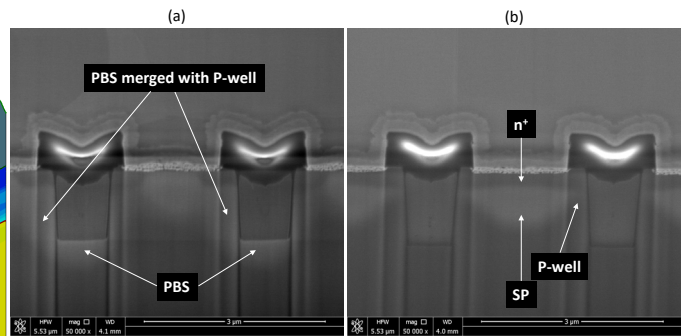 (a)
(b)
PBS merged with P-well
n⁺
PBS
P-well
SP
HFW
mag
WD
3 µm
5.53 µm
50 000 x
4.1 mm
HFW
mag
WD
3 µm
5.53 µm
50 000 x
4.0 mm